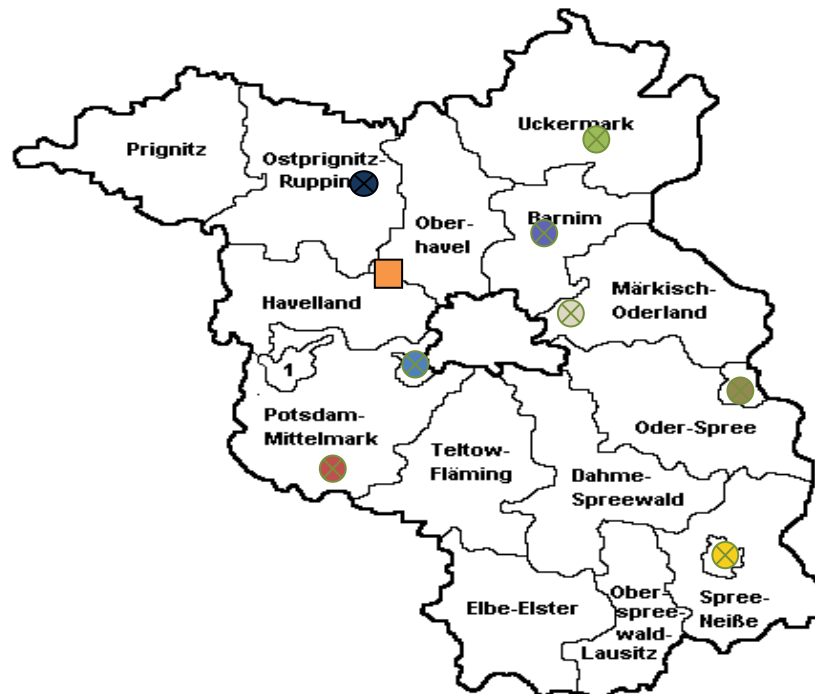 Uckermark
Prignitz
Ostprignitz-
Ruppin
Barnim
Ober-
havel
Märkisch-
Oderland
Havelland
1
Potsdam-
Mittelmark
Oder-Spree
Teltow-
Fläming
Dahme-
Spreewald
Elbe-Elster
Ober
spree-
wald-
Lausitz
Spree-
Neiße